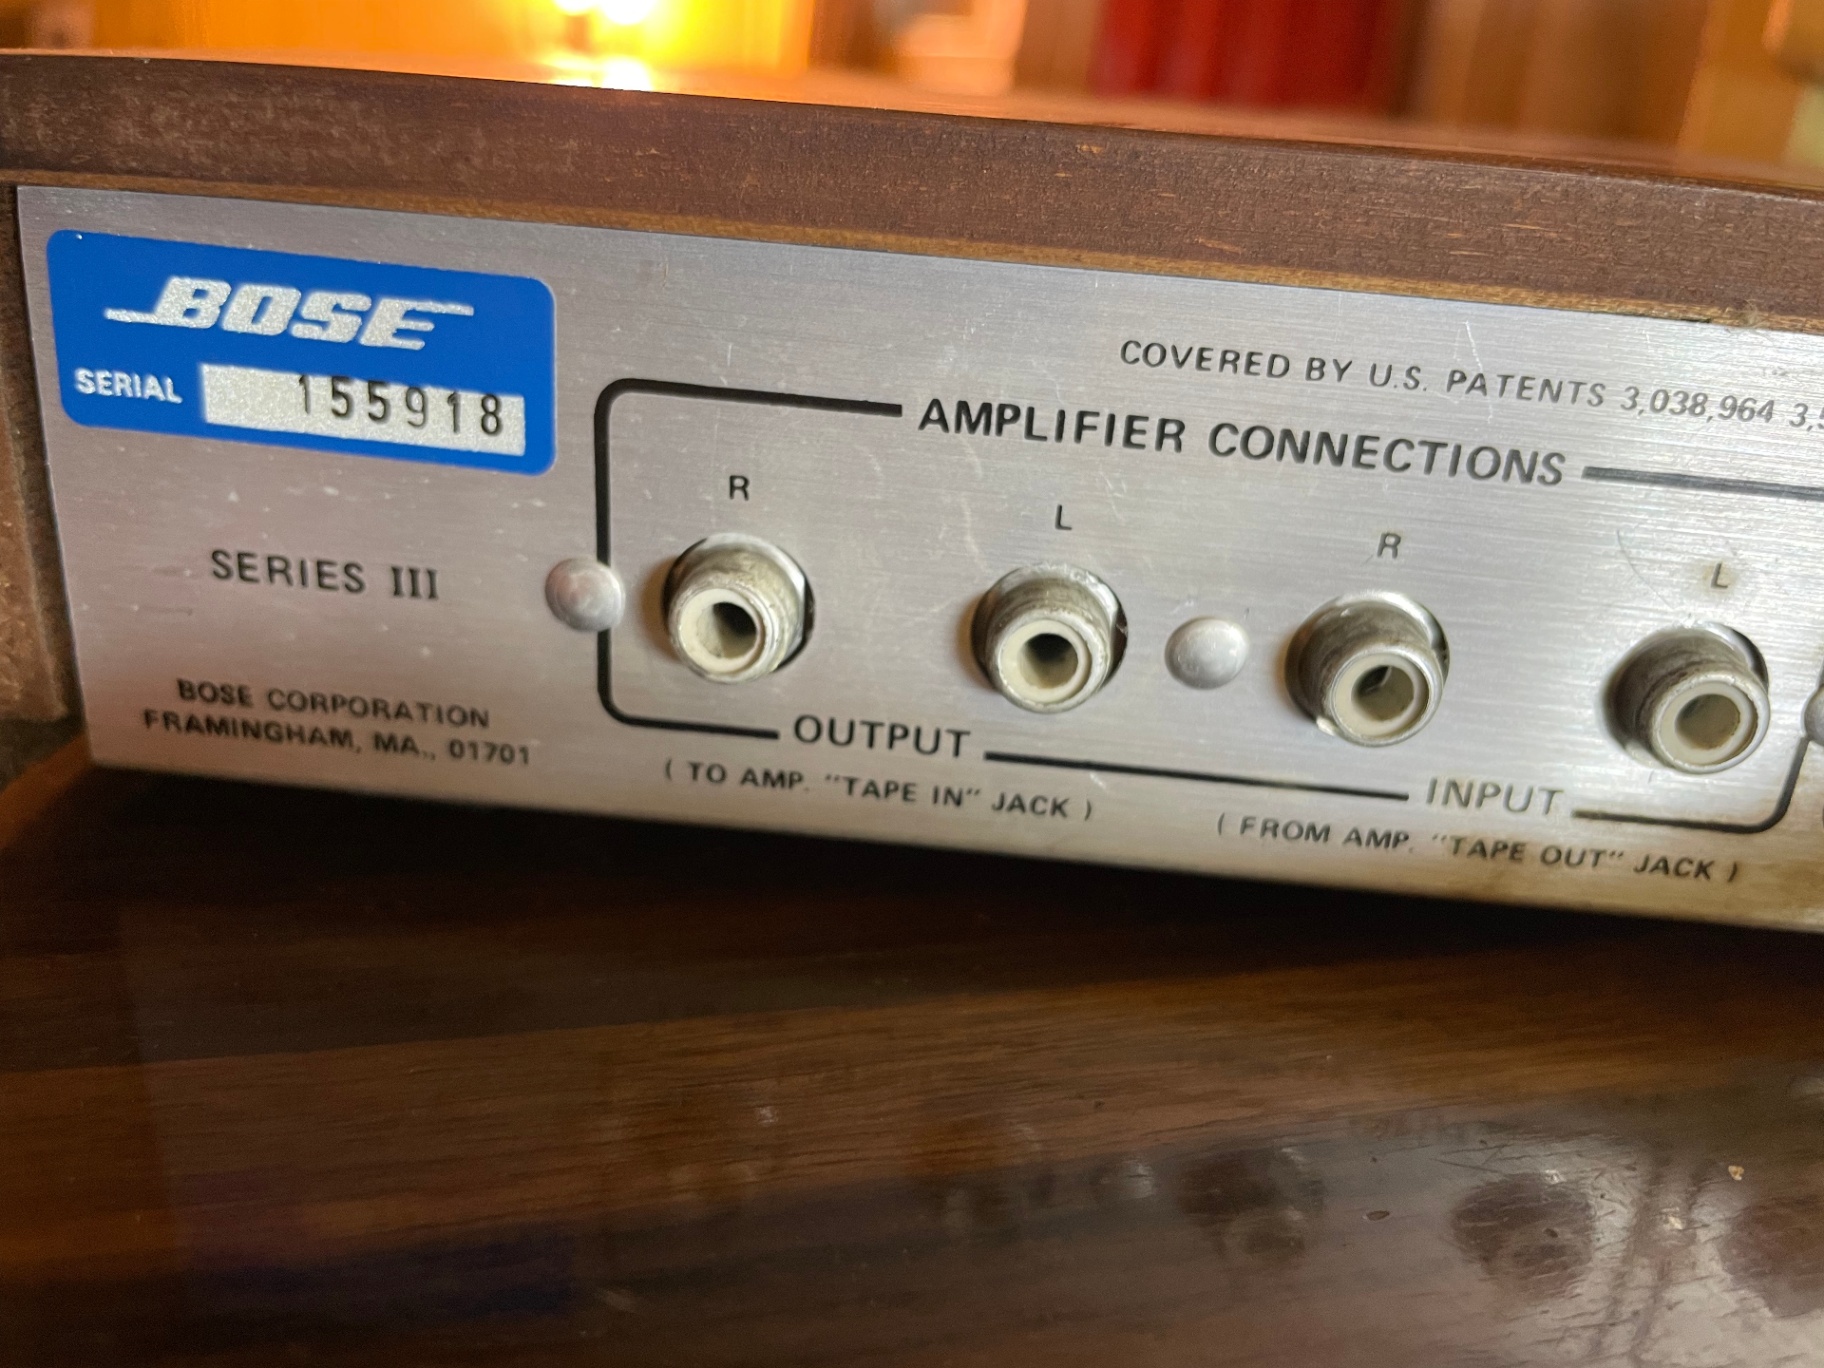 BOSE
SERIAL 155918
COVERED BY U.S. PATENTS 3,038,964
AMPLIFIER CONNECTIONS
R L R L
SERIES III
BOSE CORPORATION
FRAMINGHAM, MA., 01701
OUTPUT
( TO AMP. "TAPE IN" JACK )
INPUT
( FROM AMP. "TAPE OUT" JACK )